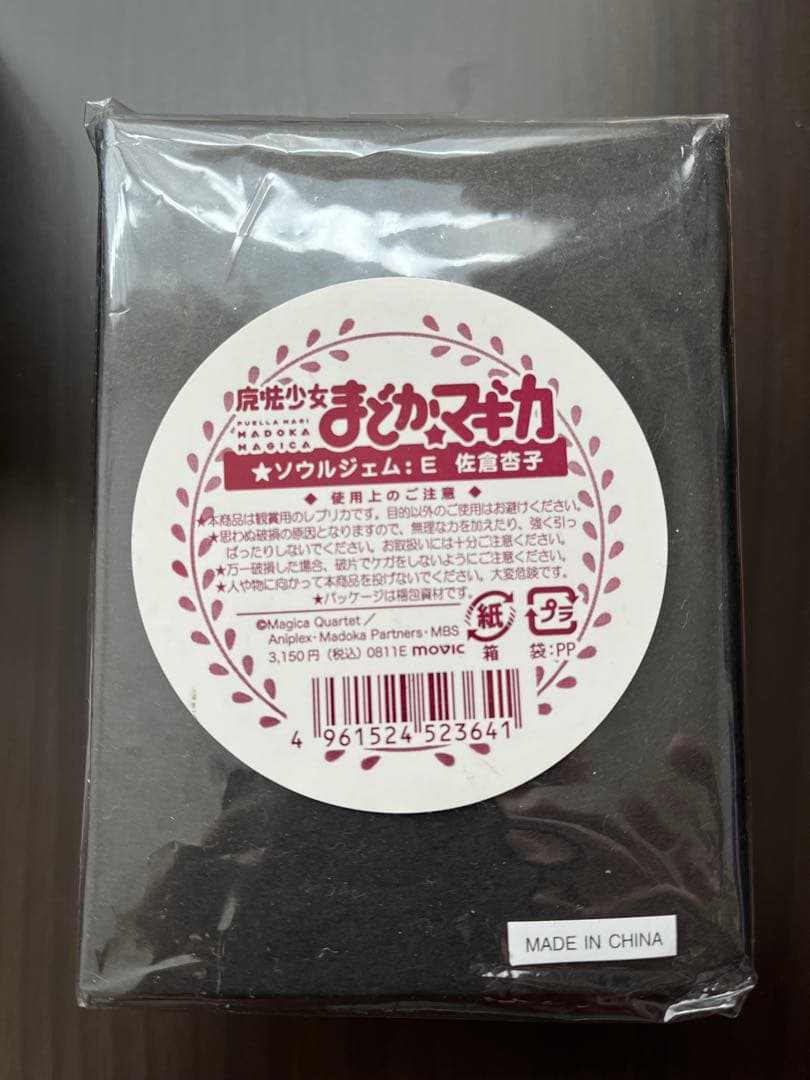 魔法少女
まどか☆マギカ
PUELLA MAGI
MADOKA
MAGICA
★ソウルジェム：E 佐倉杏子
◆ 使用上のご注意 ◆
★本商品は観賞用のレプリカです。目的以外のご使用はお避けください。
★思わぬ破損の原因となりますので、無理な力を加えたり、強く引っ
ぱったりしないでください。お取扱いには十分ご注意ください。
★万一破損した場合、破片でケガをしないようにご注意ください。
★人や物に向かって本商品を投げないでください。大変危険です。
★パッケージは梱包資材です。
©Magica Quartet／
Aniplex・Madoka Partners・MBS
3,150円（税込）0811E movic
紙
箱
プラ
袋：PP
4 961524 523641
MADE IN CHINA